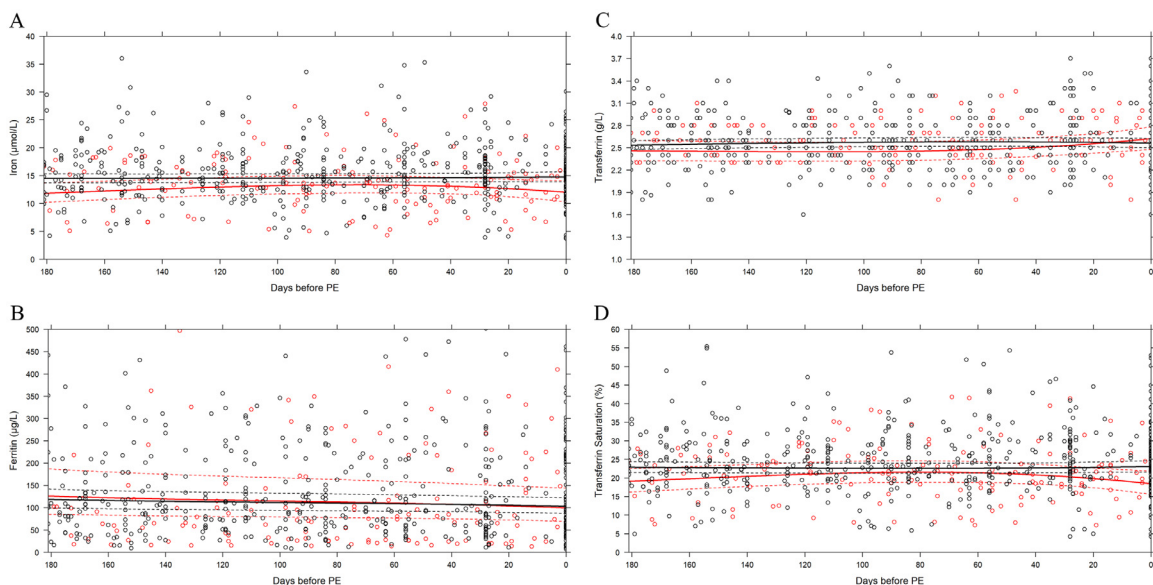 A
40
35
30
25
20
15
10
5
0
Iron (µmol/L)
180 160 140 120 100 80 60 40 20 0
Days before PE
B
500
450
400
350
300
250
200
150
100
50
0
Ferritin (µg/L)
180 160 140 120 100 80 60 40 20 0
Days before PE
C
4.0
3.7
3.4
3.1
2.8
2.5
2.2
1.9
1.6
1.3
1.0
Transferrin (g/L)
180 160 140 120 100 80 60 40 20 0
Days before PE
D
60
55
50
45
40
35
30
25
20
15
10
5
0
Transferrin Saturation (%)
180 160 140 120 100 80 60 40 20 0
Days before PE